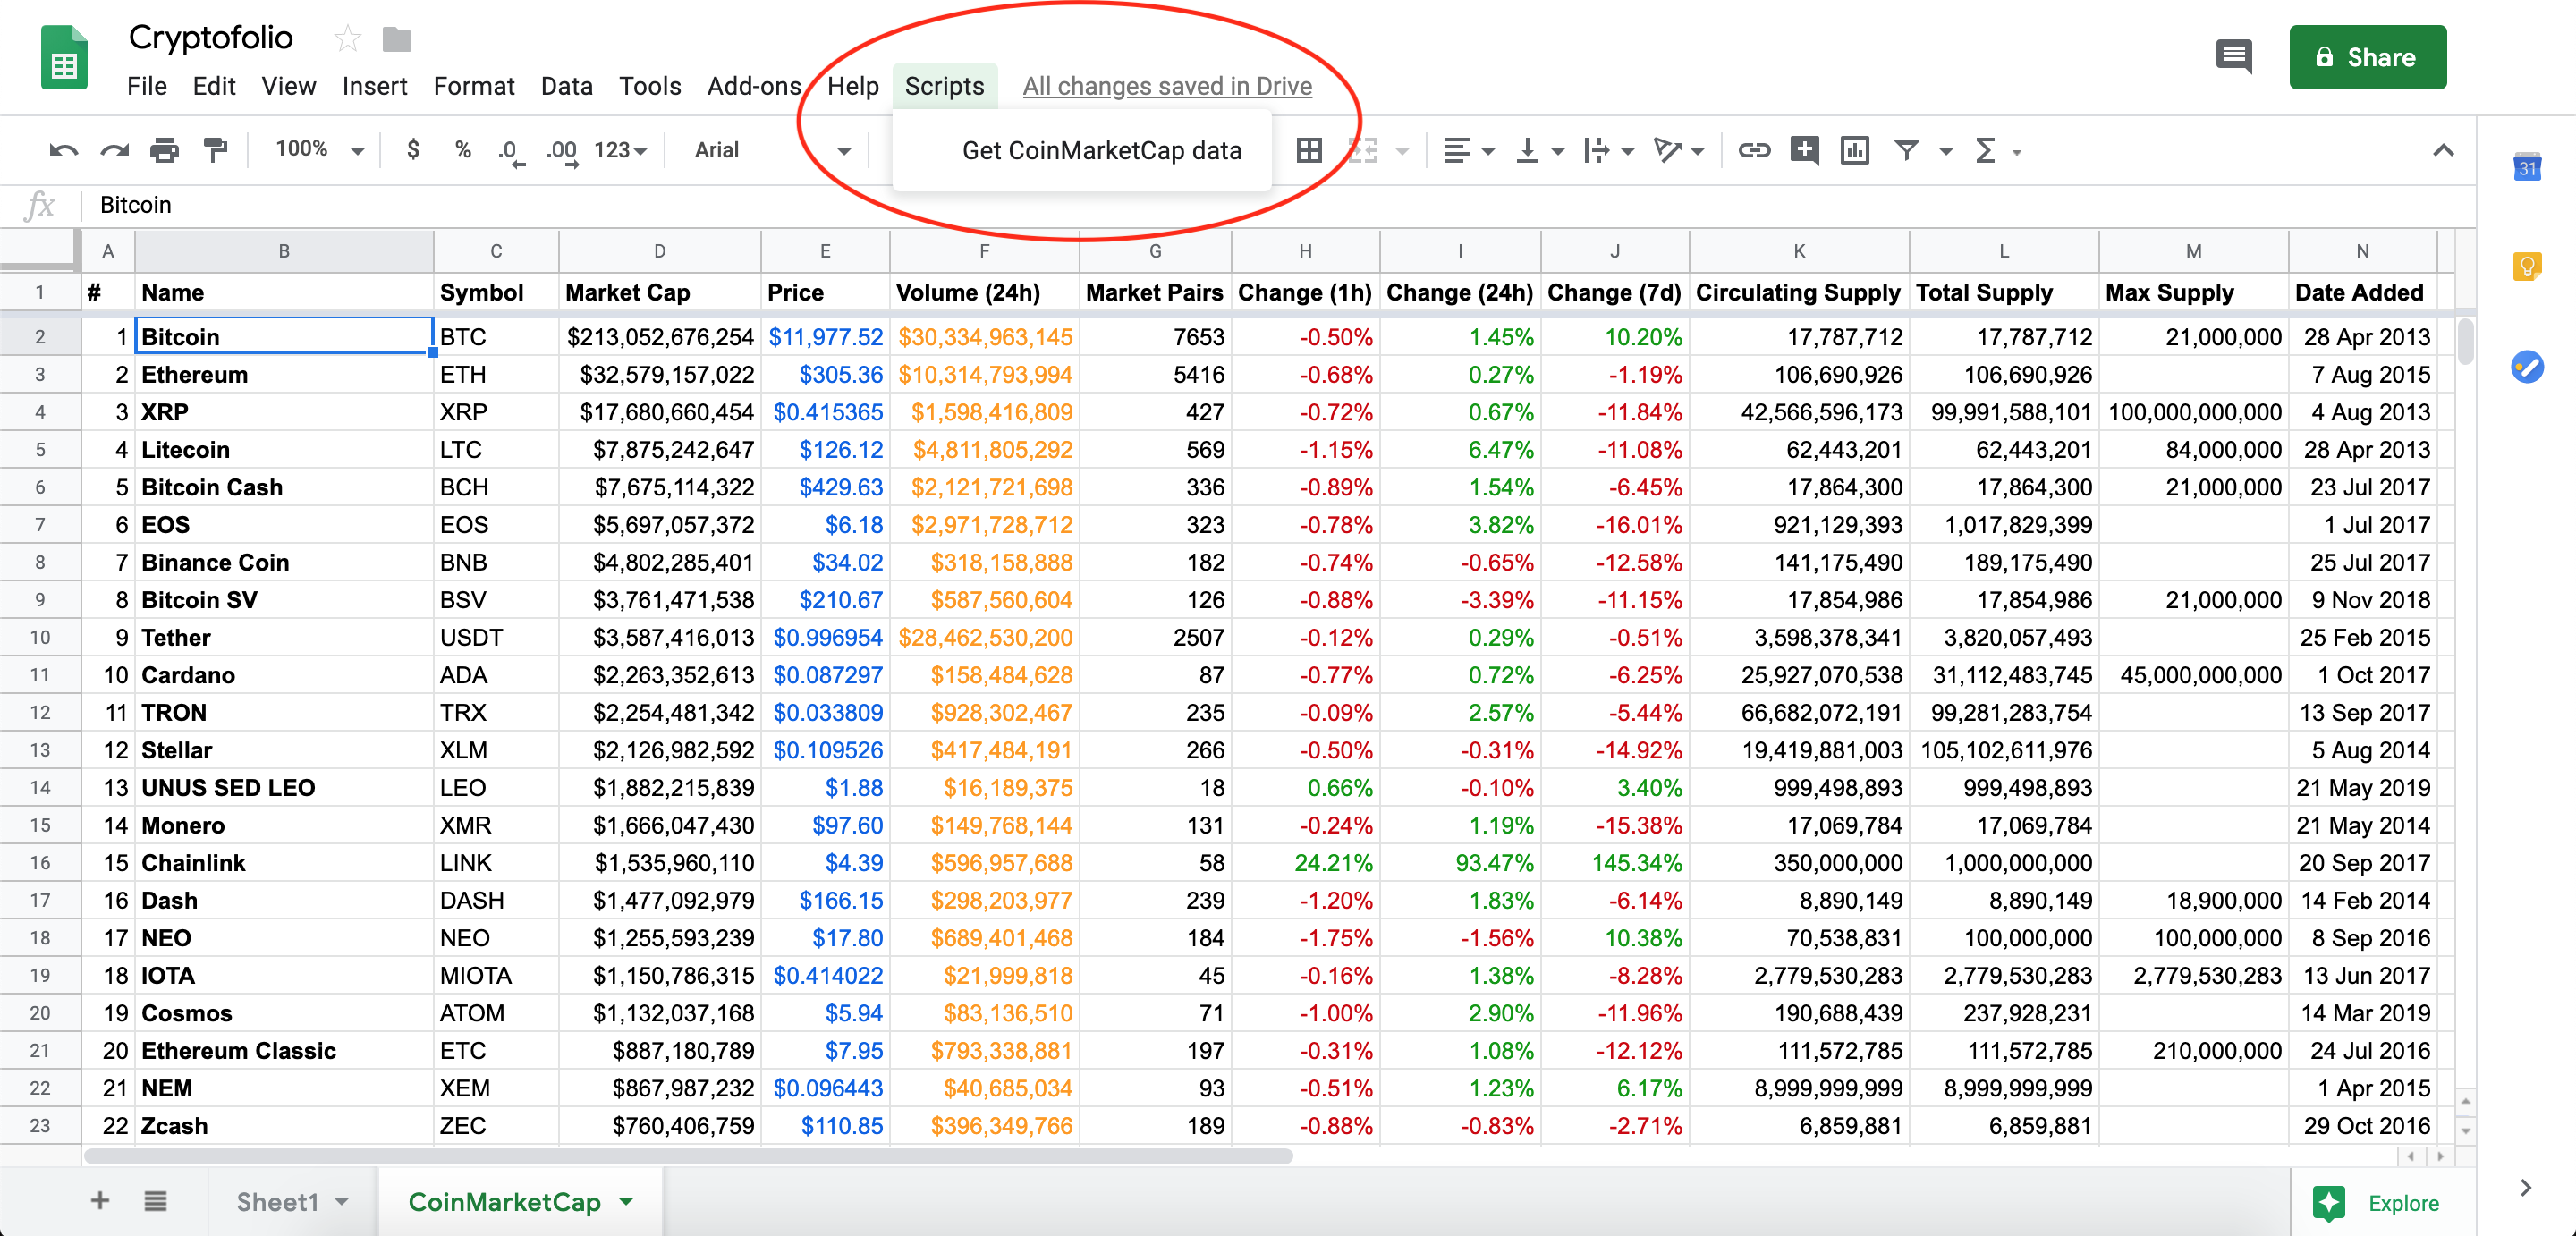 Cryptofolio
File Edit View Insert Format Data Tools Add-ons Help Scripts All changes saved in Drive
Share
100% $ % .0 .00 123 Arial
Get CoinMarketCap data
31
fx Bitcoin
A B C D E F G H I J K L M N
1 # Name Symbol Market Cap Price Volume (24h) Market Pairs Change (1h) Change (24h) Change (7d) Circulating Supply Total Supply Max Supply Date Added
2 1 Bitcoin BTC $213,052,676,254 $11,977.52 $30,334,963,145 7653 -0.50% 1.45% 10.20% 17,787,712 17,787,712 21,000,000 28 Apr 2013
3 2 Ethereum ETH $32,579,157,022 $305.36 $10,314,793,994 5416 -0.68% 0.27% -1.19% 106,690,926 106,690,926 7 Aug 2015
4 3 XRP XRP $17,680,660,454 $0.415365 $1,598,416,809 427 -0.72% 0.67% -11.84% 42,566,596,173 99,991,588,101 100,000,000,000 4 Aug 2013
5 4 Litecoin LTC $7,875,242,647 $126.12 $4,811,805,292 569 -1.15% 6.47% -11.08% 62,443,201 62,443,201 84,000,000 28 Apr 2013
6 5 Bitcoin Cash BCH $7,675,114,322 $429.63 $2,121,721,698 336 -0.89% 1.54% -6.45% 17,864,300 17,864,300 21,000,000 23 Jul 2017
7 6 EOS EOS $5,697,057,372 $6.18 $2,971,728,712 323 -0.78% 3.82% -16.01% 921,129,393 1,017,829,399 1 Jul 2017
8 7 Binance Coin BNB $4,802,285,401 $34.02 $318,158,888 182 -0.74% -0.65% -12.58% 141,175,490 189,175,490 25 Jul 2017
9 8 Bitcoin SV BSV $3,761,471,538 $210.67 $587,560,604 126 -0.88% -3.39% -11.15% 17,854,986 17,854,986 21,000,000 9 Nov 2018
10 9 Tether USDT $3,587,416,013 $0.996954 $28,462,530,200 2507 -0.12% 0.29% -0.51% 3,598,378,341 3,820,057,493 25 Feb 2015
11 10 Cardano ADA $2,263,352,613 $0.087297 $158,484,628 87 -0.77% 0.72% -6.25% 25,927,070,538 31,112,483,745 45,000,000,000 1 Oct 2017
12 11 TRON TRX $2,254,481,342 $0.033809 $928,302,467 235 -0.09% 2.57% -5.44% 66,682,072,191 99,281,283,754 13 Sep 2017
13 12 Stellar XLM $2,126,982,592 $0.109526 $417,484,191 266 -0.50% -0.31% -14.92% 19,419,881,003 105,102,611,976 5 Aug 2014
14 13 UNUS SED LEO LEO $1,882,215,839 $1.88 $16,189,375 18 0.66% -0.10% 3.40% 999,498,893 999,498,893 21 May 2019
15 14 Monero XMR $1,666,047,430 $97.60 $149,768,144 131 -0.24% 1.19% -15.38% 17,069,784 17,069,784 21 May 2014
16 15 Chainlink LINK $1,535,960,110 $4.39 $596,957,688 58 24.21% 93.47% 145.34% 350,000,000 1,000,000,000 20 Sep 2017
17 16 Dash DASH $1,477,092,979 $166.15 $298,203,977 239 -1.20% 1.83% -6.14% 8,890,149 8,890,149 18,900,000 14 Feb 2014
18 17 NEO NEO $1,255,593,239 $17.80 $689,401,468 184 -1.75% -1.56% 10.38% 70,538,831 100,000,000 100,000,000 8 Sep 2016
19 18 IOTA MIOTA $1,150,786,315 $0.414022 $21,999,818 45 -0.16% 1.38% -8.28% 2,779,530,283 2,779,530,283 2,779,530,283 13 Jun 2017
20 19 Cosmos ATOM $1,132,037,168 $5.94 $83,136,510 71 -1.00% 2.90% -11.96% 190,688,439 237,928,231 14 Mar 2019
21 20 Ethereum Classic ETC $887,180,789 $7.95 $793,338,881 197 -0.31% 1.08% -12.12% 111,572,785 111,572,785 210,000,000 24 Jul 2016
22 21 NEM XEM $867,987,232 $0.096443 $40,685,034 93 -0.51% 1.23% 6.17% 8,999,999,999 8,999,999,999 1 Apr 2015
23 22 Zcash ZEC $760,406,759 $110.85 $396,349,766 189 -0.88% -0.83% -2.71% 6,859,881 6,859,881 29 Oct 2016
Sheet1 CoinMarketCap Explore